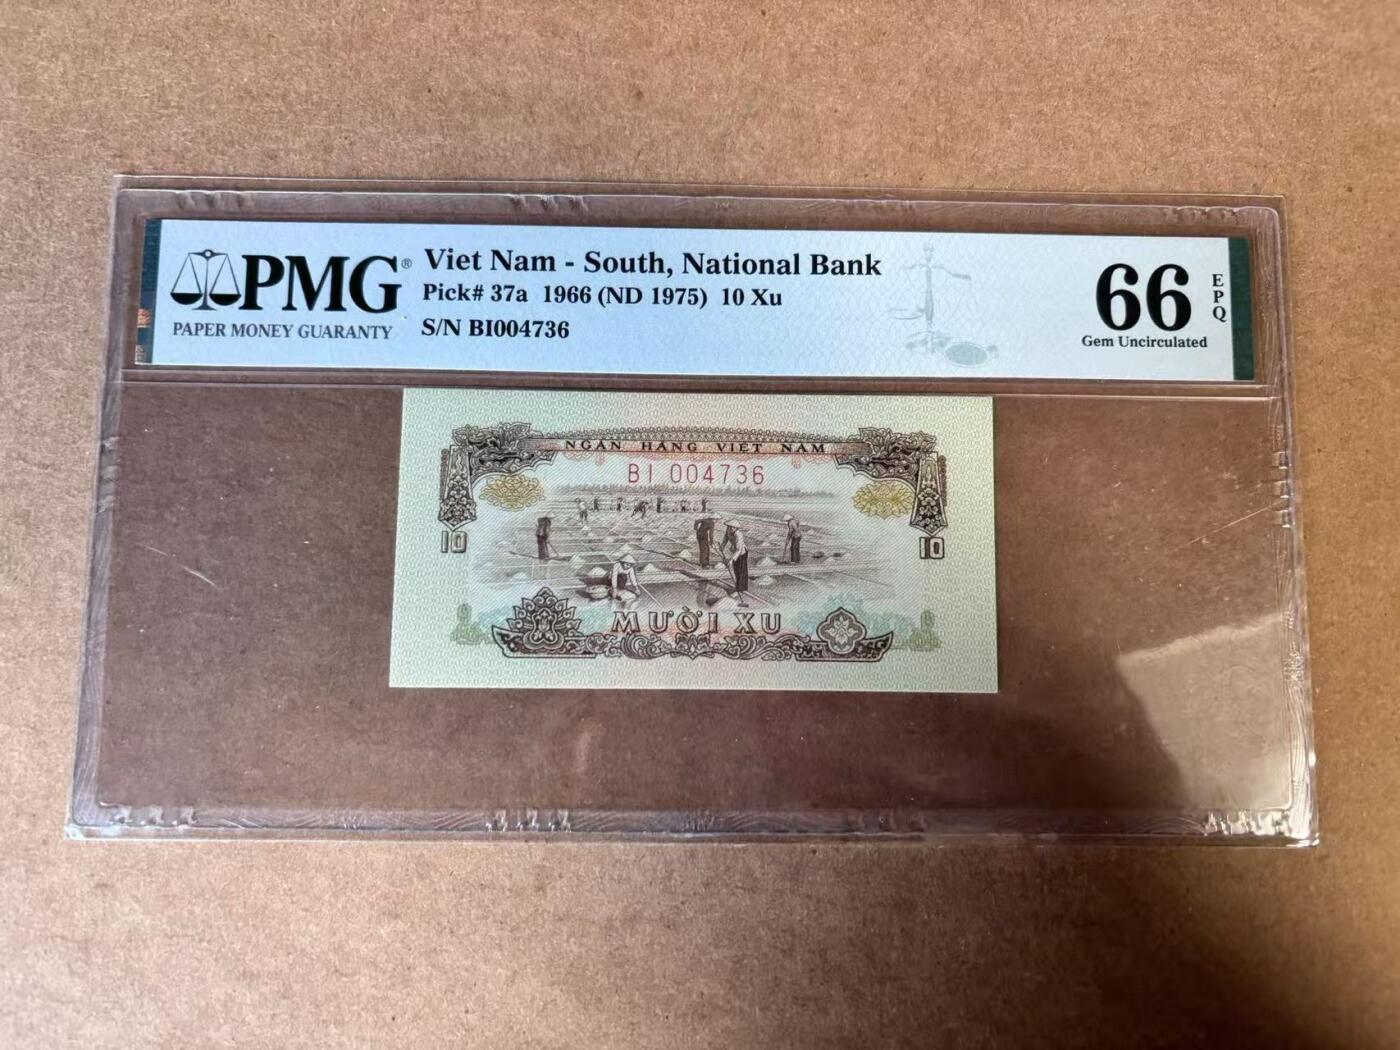 PMG®
PAPER MONEY GUARANTY
Viet Nam - South, National Bank
Pick# 37a 1966 (ND 1975) 10 Xu
S/N BI004736
66
EPQ
Gem Uncirculated
NGÂN HÀNG VIỆT NAM
BI 004736
10
10
MƯỜI XU